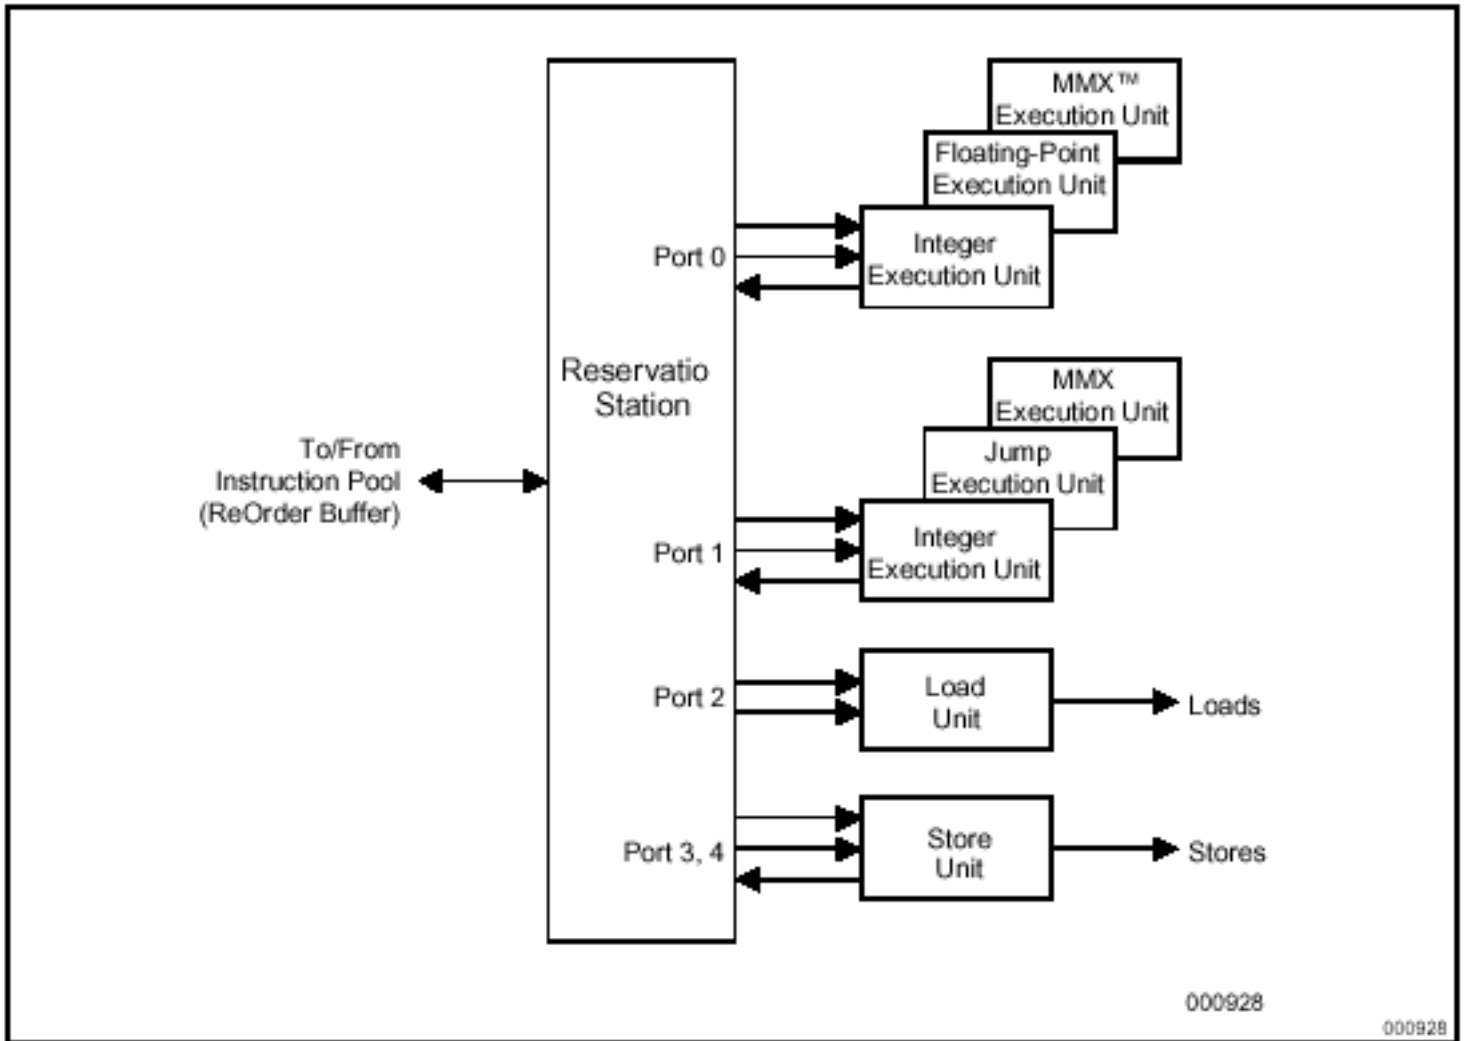 MMX™
Execution Unit
Floating-Point
Execution Unit
Integer
Execution Unit
Port 0
Reservatio
Station
MMX
Execution Unit
Jump
Execution Unit
Integer
Execution Unit
To/From
Instruction Pool
(ReOrder Buffer)
Port 1
Port 2
Load
Unit
Loads
Port 3, 4
Store
Unit
Stores
000928
000928